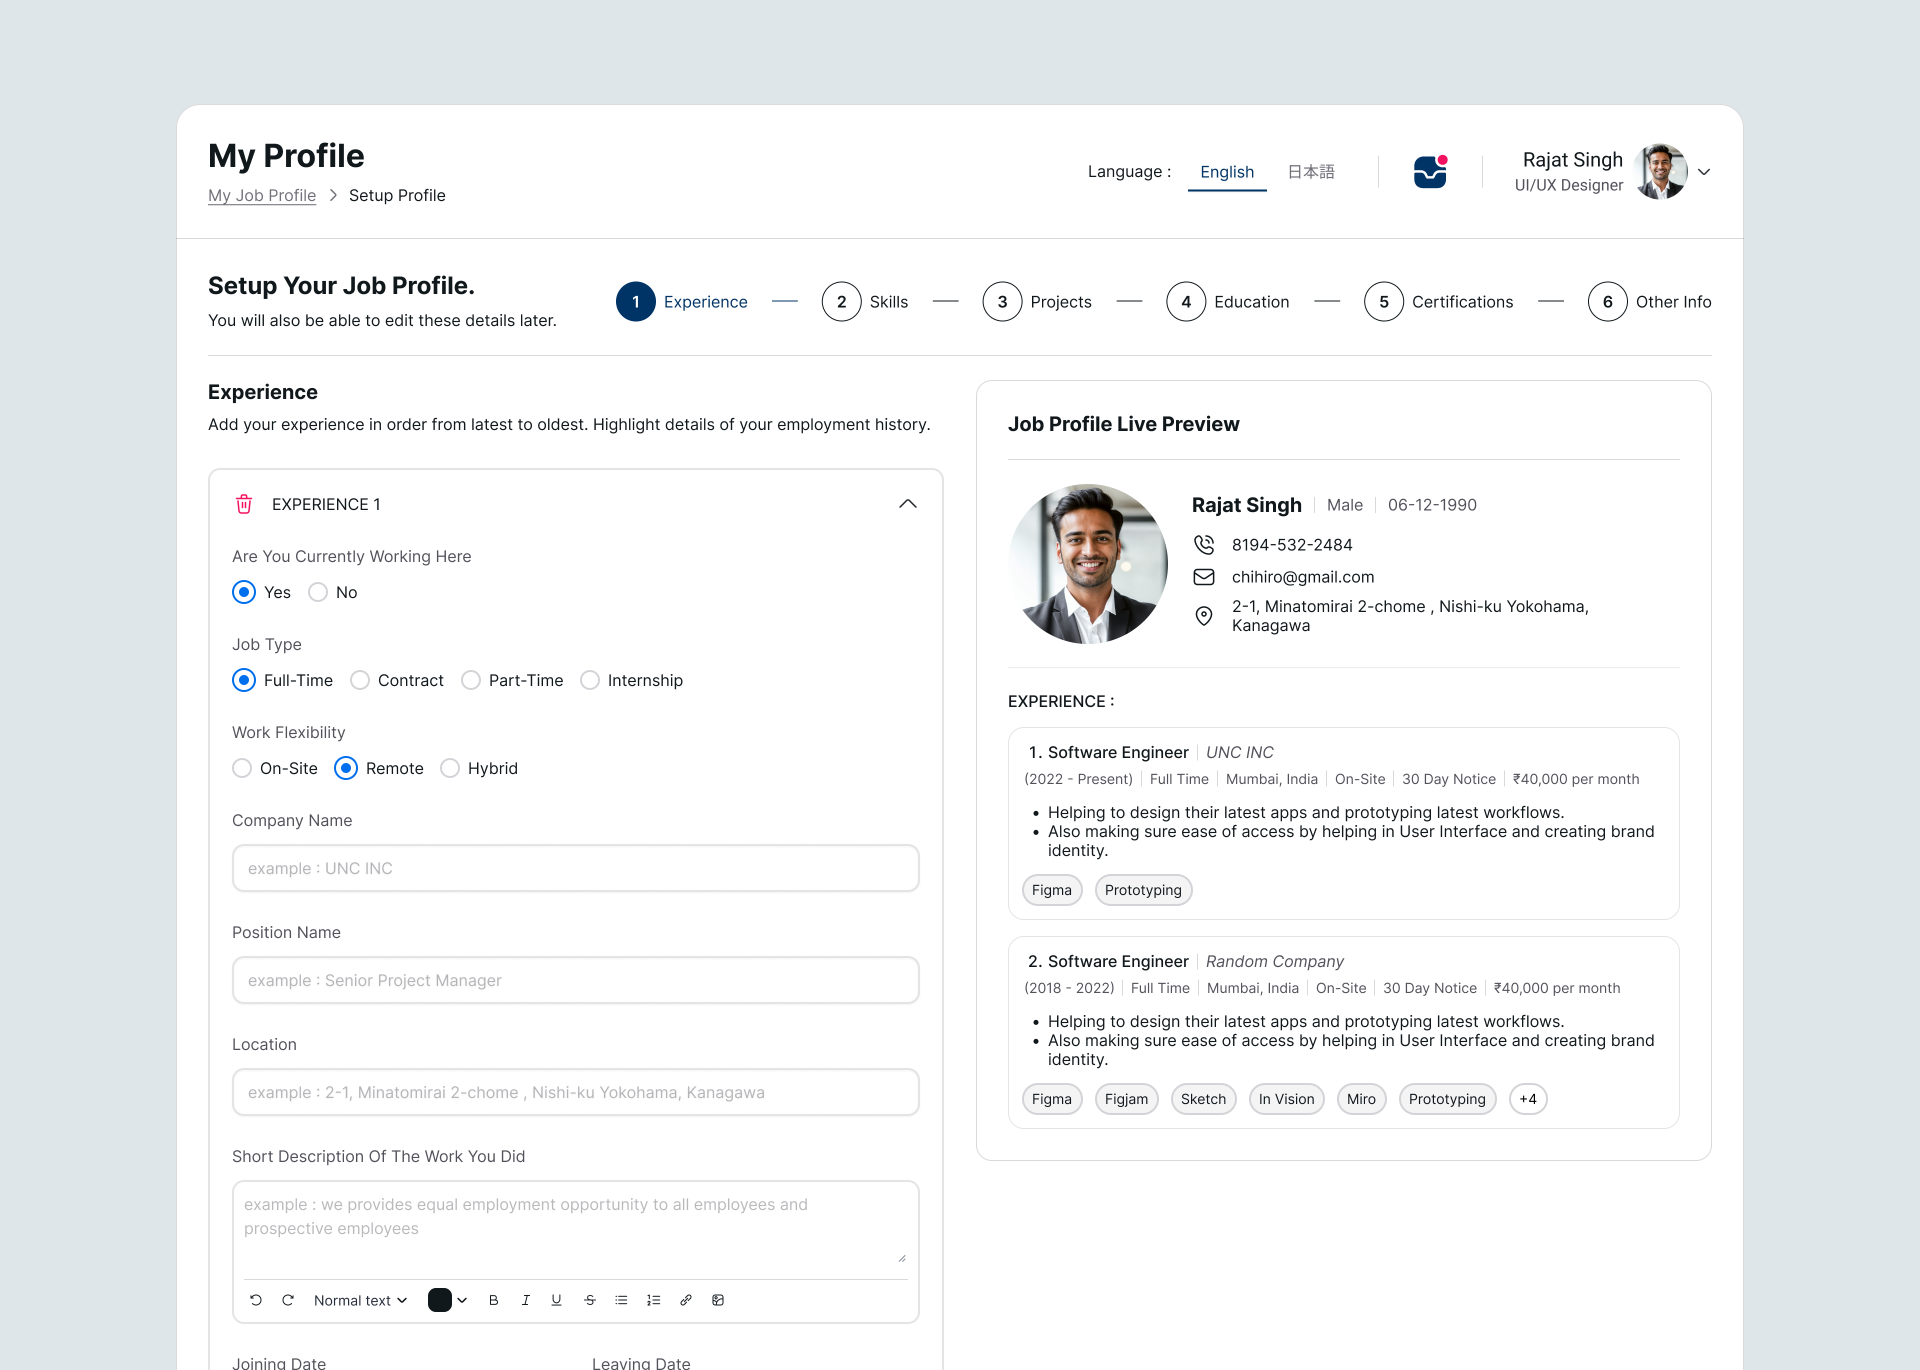 My Profile
My Job Profile > Setup Profile
Language : English 日本語
Rajat Singh
UI/UX Designer
Setup Your Job Profile.
You will also be able to edit these details later.
1 Experience
2 Skills
3 Projects
4 Education
5 Certifications
6 Other Info
Experience
Add your experience in order from latest to oldest. Highlight details of your employment history.
EXPERIENCE 1
Are You Currently Working Here
Yes No
Job Type
Full-Time Contract Part-Time Internship
Work Flexibility
On-Site Remote Hybrid
Company Name
example : UNC INC
Position Name
example : Senior Project Manager
Location
example : 2-1, Minatomirai 2-chome , Nishi-ku Yokohama, Kanagawa
Short Description Of The Work You Did
example : we provides equal employment opportunity to all employees and
prospective employees
Normal text B I U S
Joining Date Leaving Date
Job Profile Live Preview
Rajat Singh Male 06-12-1990
8194-532-2484
chihiro@gmail.com
2-1, Minatomirai 2-chome , Nishi-ku Yokohama,
Kanagawa
EXPERIENCE :
1. Software Engineer UNC INC
(2022 - Present) Full Time Mumbai, India On-Site 30 Day Notice ₹40,000 per month
• Helping to design their latest apps and prototyping latest workflows.
• Also making sure ease of access by helping in User Interface and creating brand
identity.
Figma Prototyping
2. Software Engineer Random Company
(2018 - 2022) Full Time Mumbai, India On-Site 30 Day Notice ₹40,000 per month
• Helping to design their latest apps and prototyping latest workflows.
• Also making sure ease of access by helping in User Interface and creating brand
identity.
Figma Figjam Sketch In Vision Miro Prototyping +4